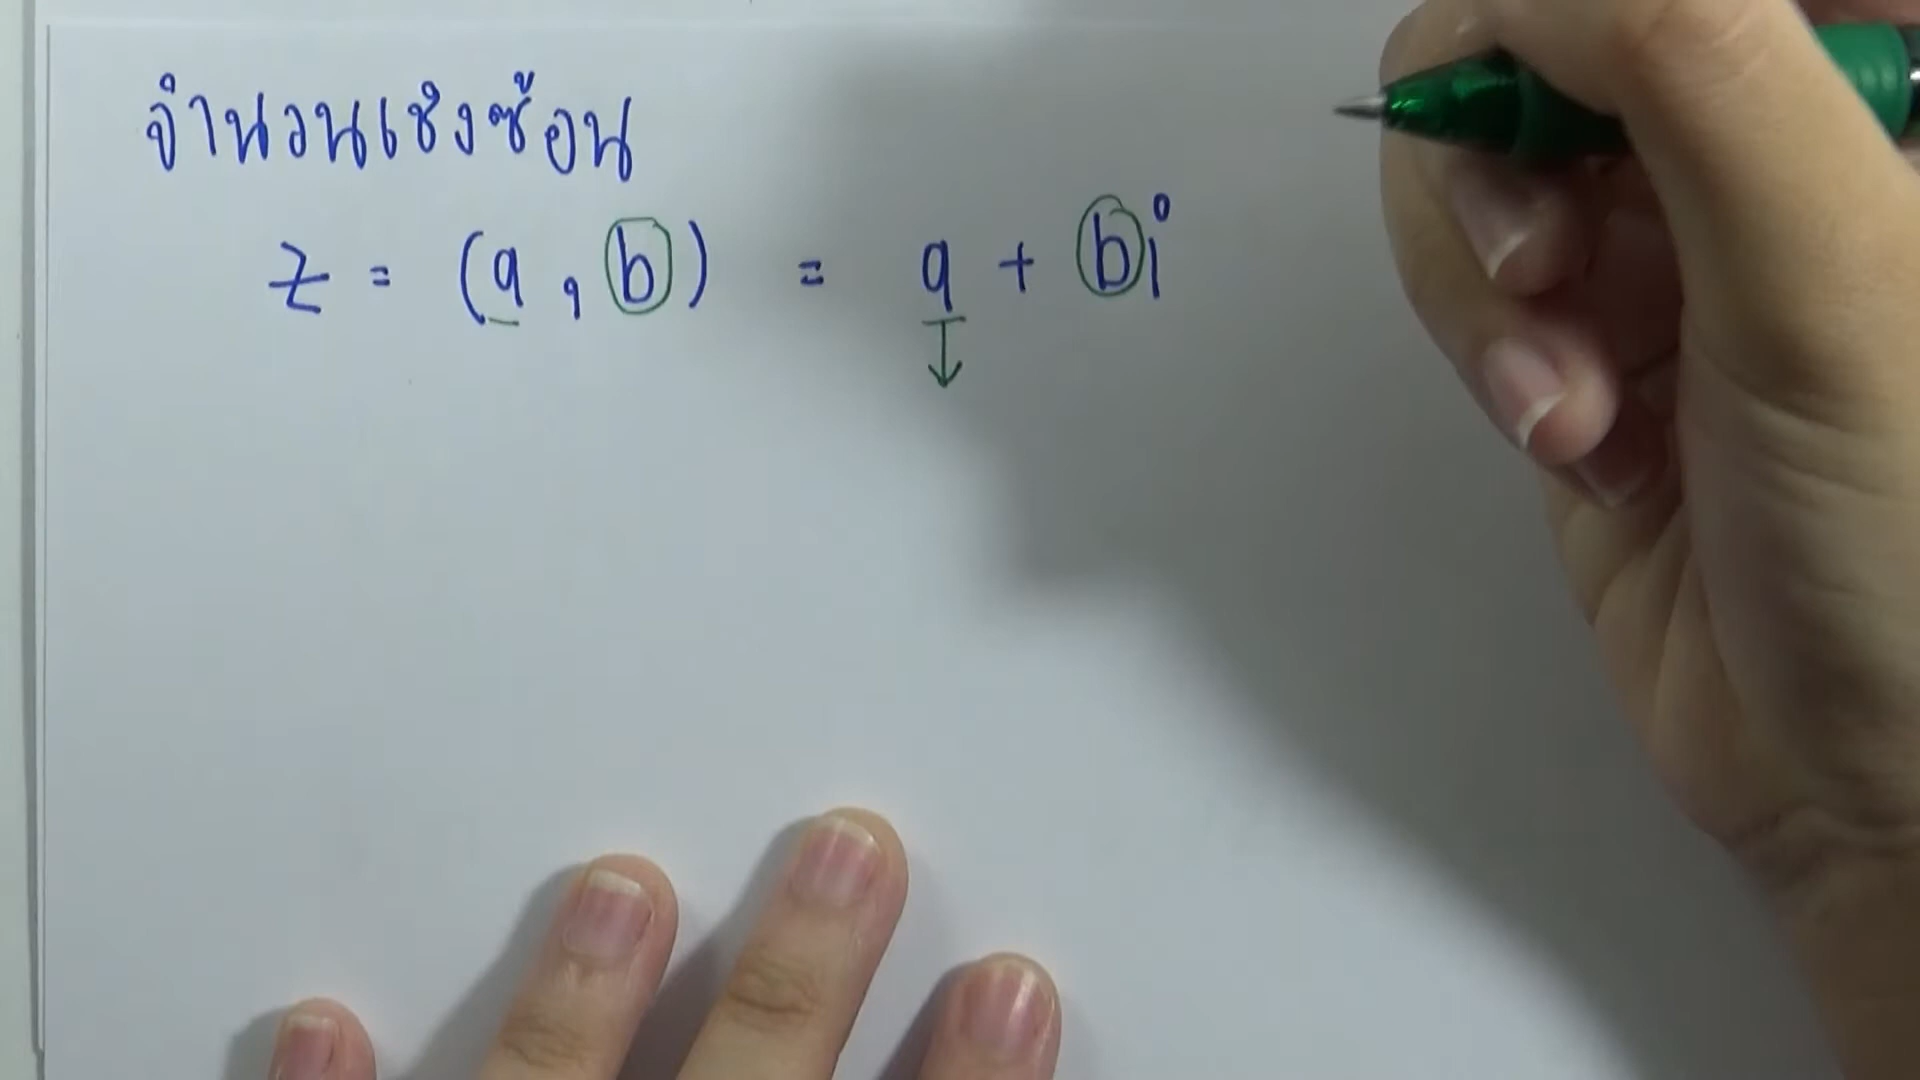 จำนวนเชิงซ้อน
z = (a , b) = a + bi